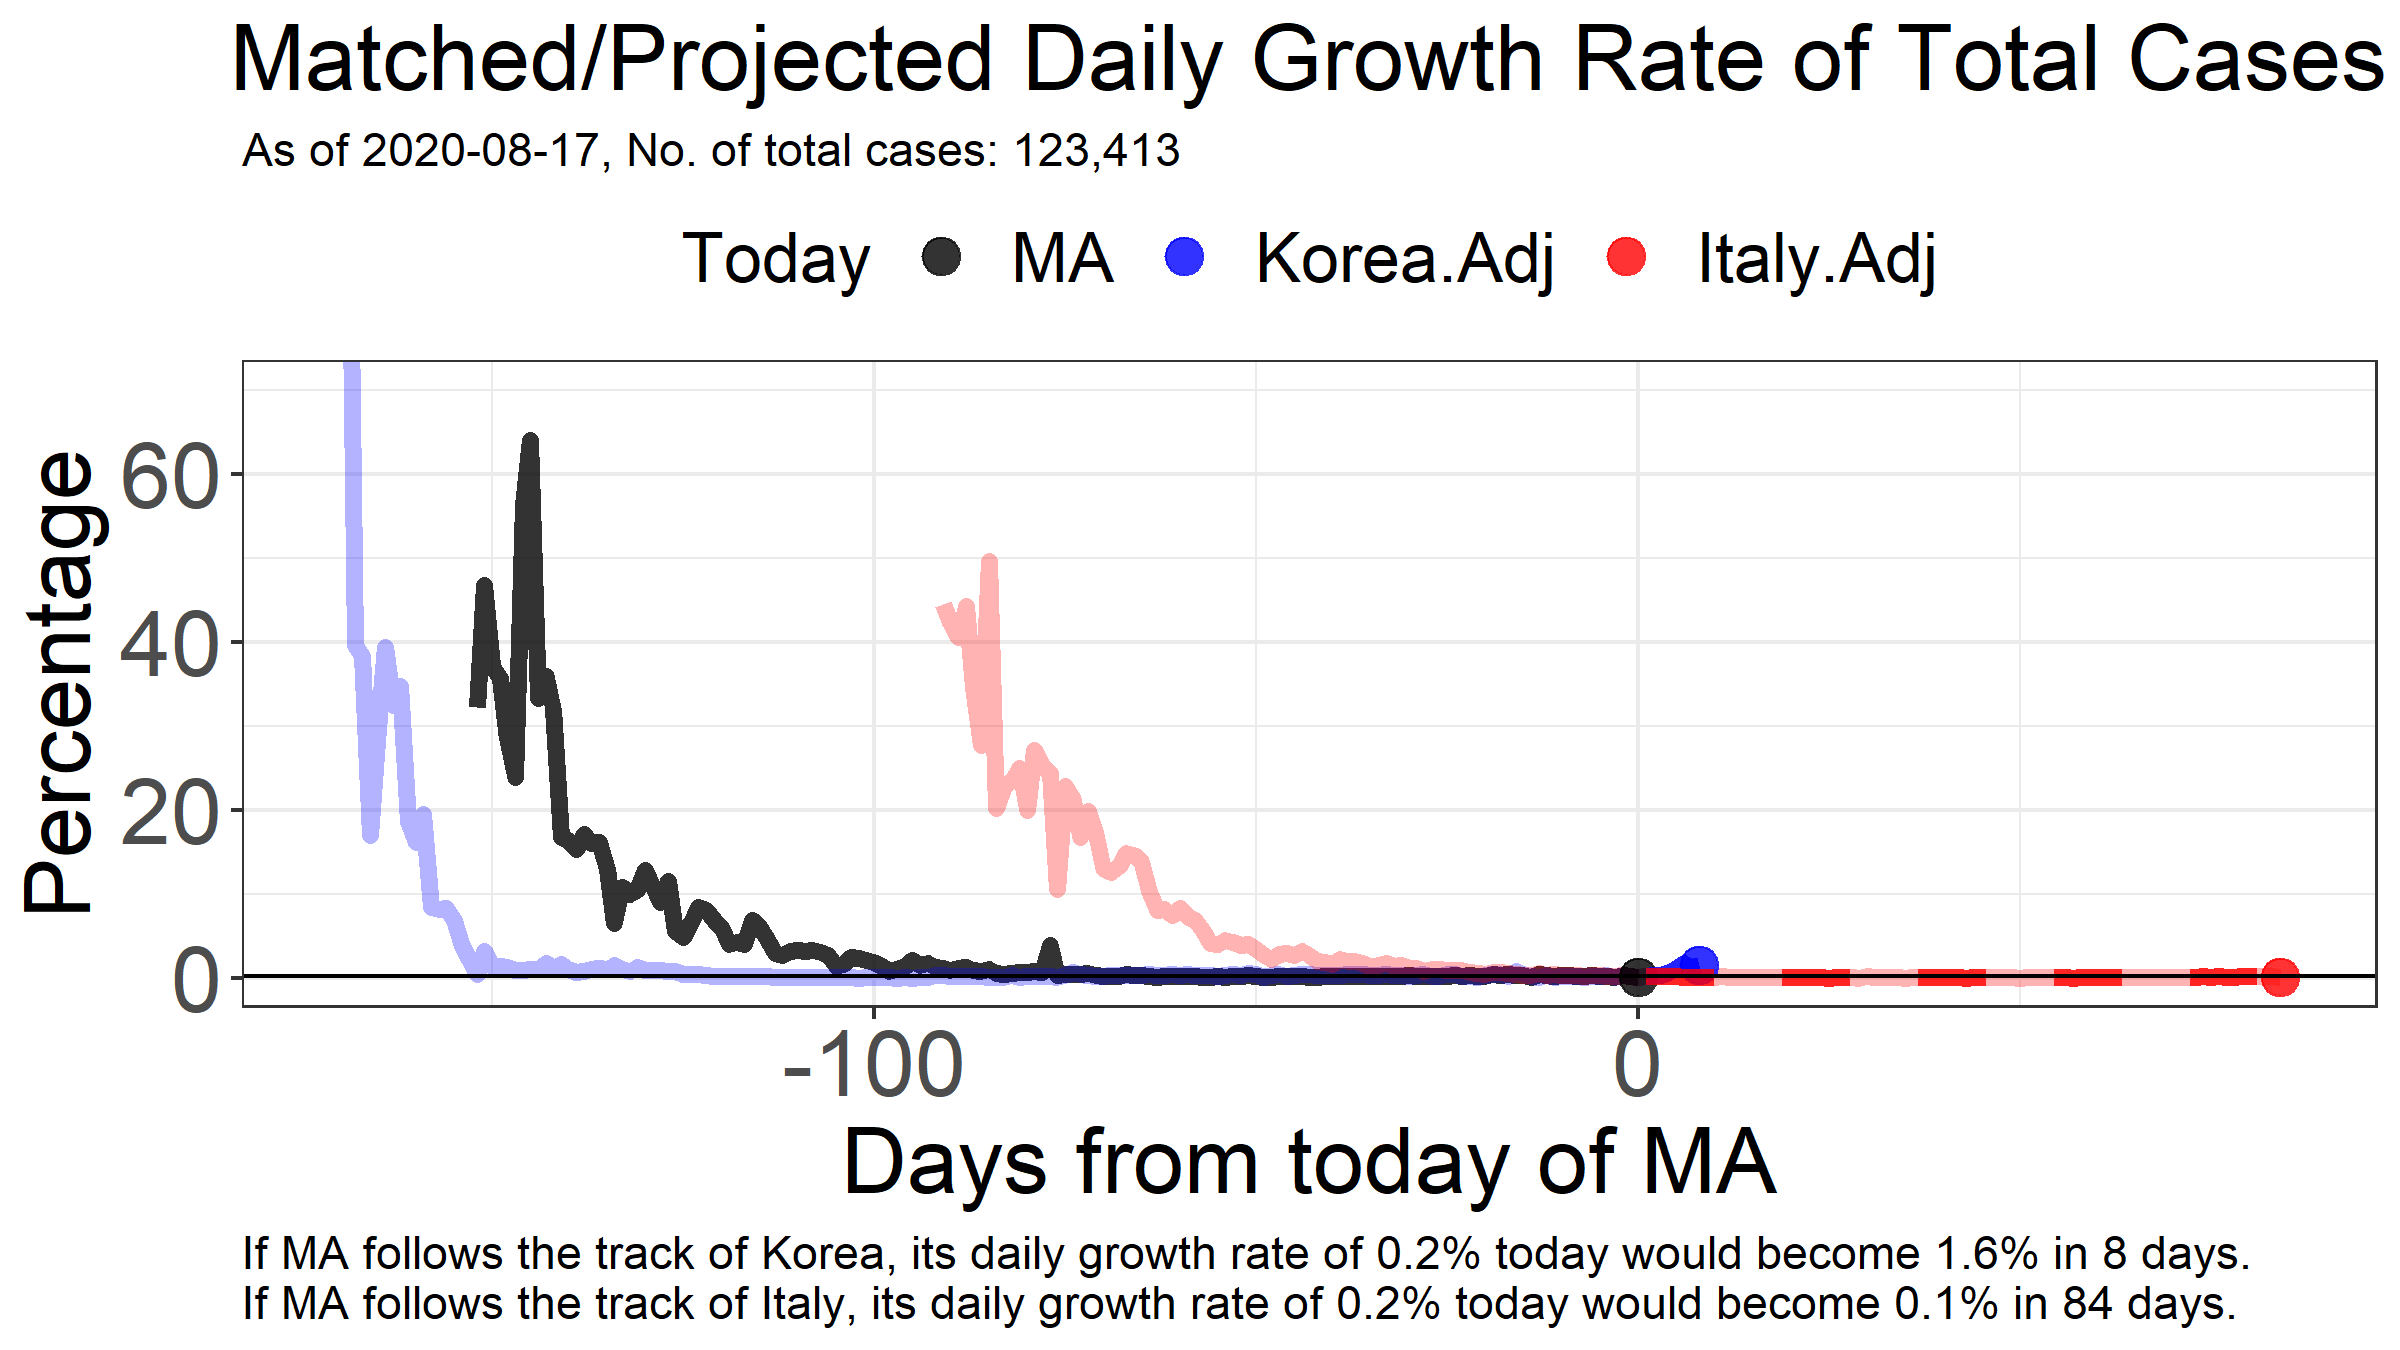 Matched/Projected Daily Growth Rate of Total Cases
As of 2020-08-17, No. of total cases: 123,413
Today MA Korea.Adj Italy.Adj
Percentage
60
40
20
0
-100 0
Days from today of MA
If MA follows the track of Korea, its daily growth rate of 0.2% today would become 1.6% in 8 days.
If MA follows the track of Italy, its daily growth rate of 0.2% today would become 0.1% in 84 days.